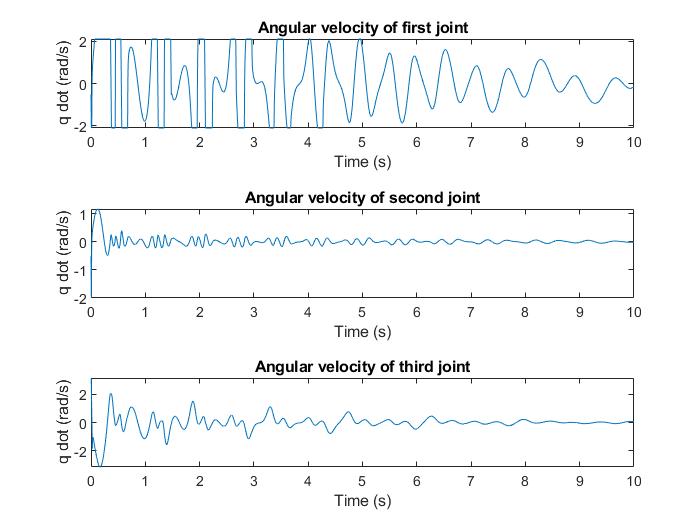 Angular velocity of first joint
q dot (rad/s)
2
0
-2
0 1 2 3 4 5 6 7 8 9 10
Time (s)
Angular velocity of second joint
q dot (rad/s)
1
0
-1
-2
0 1 2 3 4 5 6 7 8 9 10
Time (s)
Angular velocity of third joint
q dot (rad/s)
2
0
-2
0 1 2 3 4 5 6 7 8 9 10
Time (s)